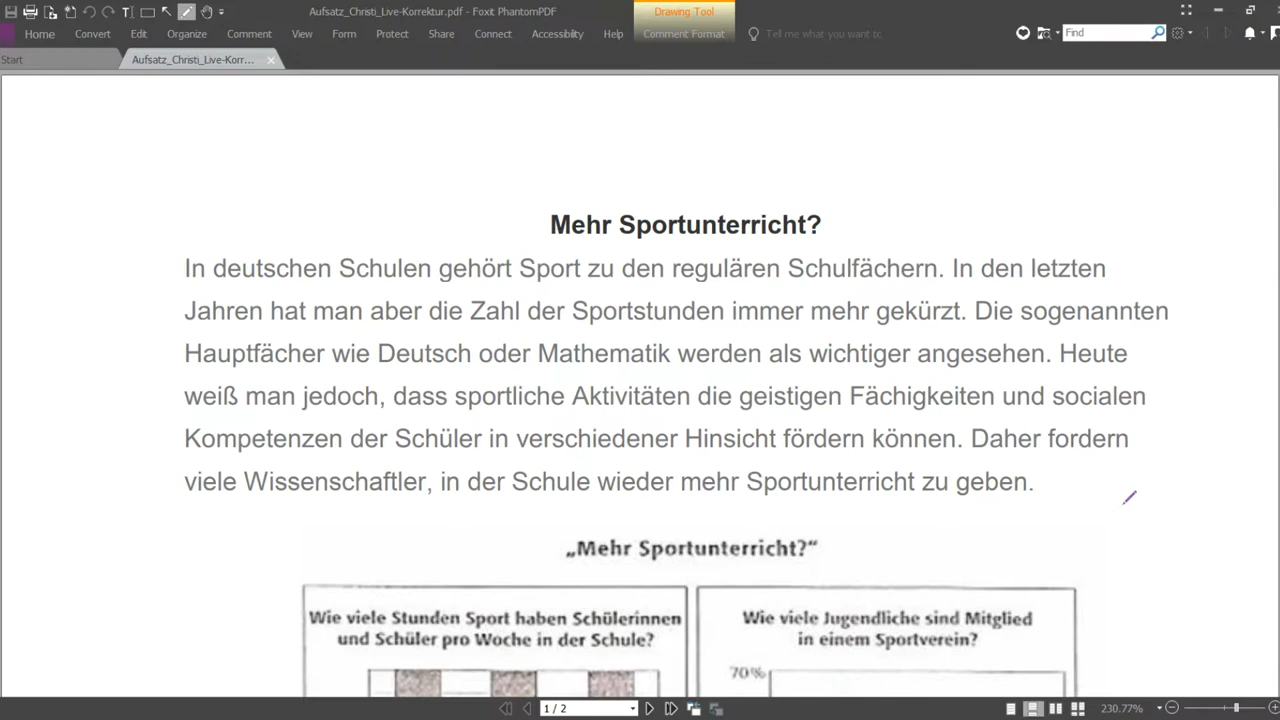 Aufsatz_Christi_Live-Korrektur.pdf - Foxit PhantomPDF
Drawing Tool
Home Convert Edit Organize Comment View Form Protect Share Connect Accessibility Help Comment Format Tell me what you want tc Find
Start Aufsatz_Christi_Live-Korr...
Mehr Sportunterricht?
In deutschen Schulen gehört Sport zu den regulären Schulfächern. In den letzten
Jahren hat man aber die Zahl der Sportstunden immer mehr gekürzt. Die sogenannten
Hauptfächer wie Deutsch oder Mathematik werden als wichtiger angesehen. Heute
weiß man jedoch, dass sportliche Aktivitäten die geistigen Fächigkeiten und socialen
Kompetenzen der Schüler in verschiedener Hinsicht fördern können. Daher fordern
viele Wissenschaftler, in der Schule wieder mehr Sportunterricht zu geben.
„Mehr Sportunterricht?“
Wie viele Stunden Sport haben Schülerinnen
und Schüler pro Woche in der Schule?
Wie viele Jugendliche sind Mitglied
in einem Sportverein?
70%
1 / 2
230.77%